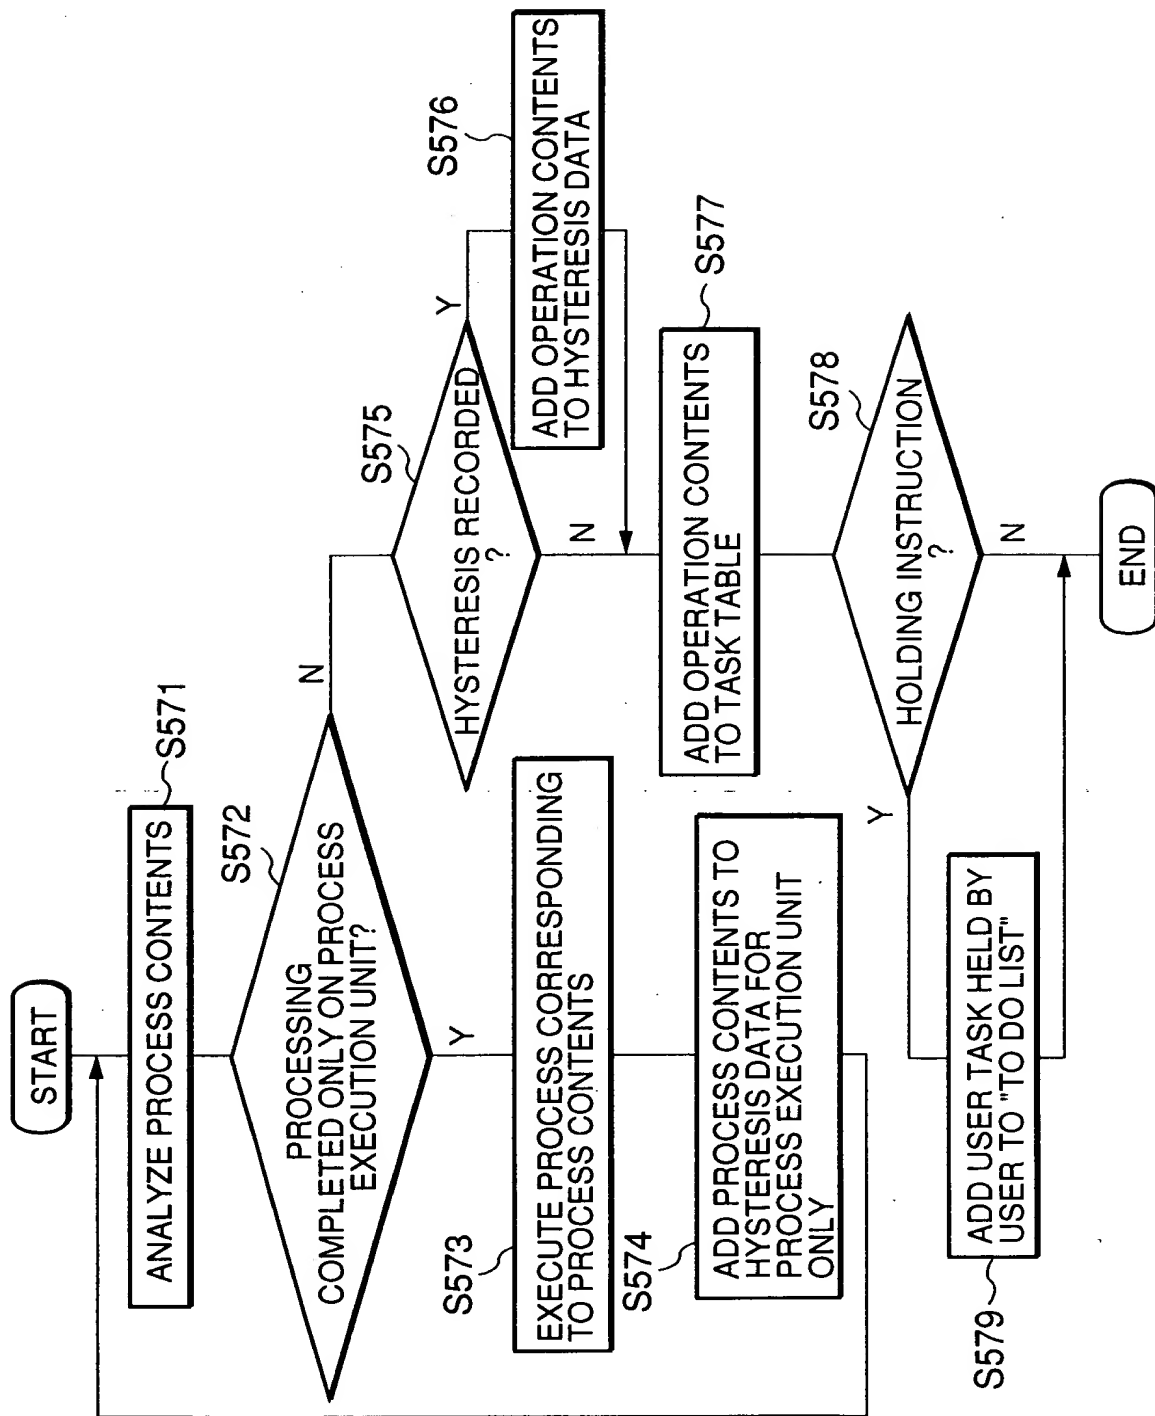 START
ANALYZE PROCESS CONTENTS
S571
PROCESSING
COMPLETED ONLY ON PROCESS
EXECUTION UNIT?
S572
N
Y
S573
EXECUTE PROCESS CORRESPONDING
TO PROCESS CONTENTS
S574
ADD PROCESS CONTENTS TO
HYSTERESIS DATA FOR
PROCESS EXECUTION UNIT
ONLY
S575
HYSTERESIS RECORDED
?
Y
N
S576
ADD OPERATION CONTENTS
TO HYSTERESIS DATA
S577
ADD OPERATION CONTENTS
TO TASK TABLE
S578
HOLDING INSTRUCTION
?
Y
N
S579
ADD USER TASK HELD BY
USER TO "TO DO LIST"
END